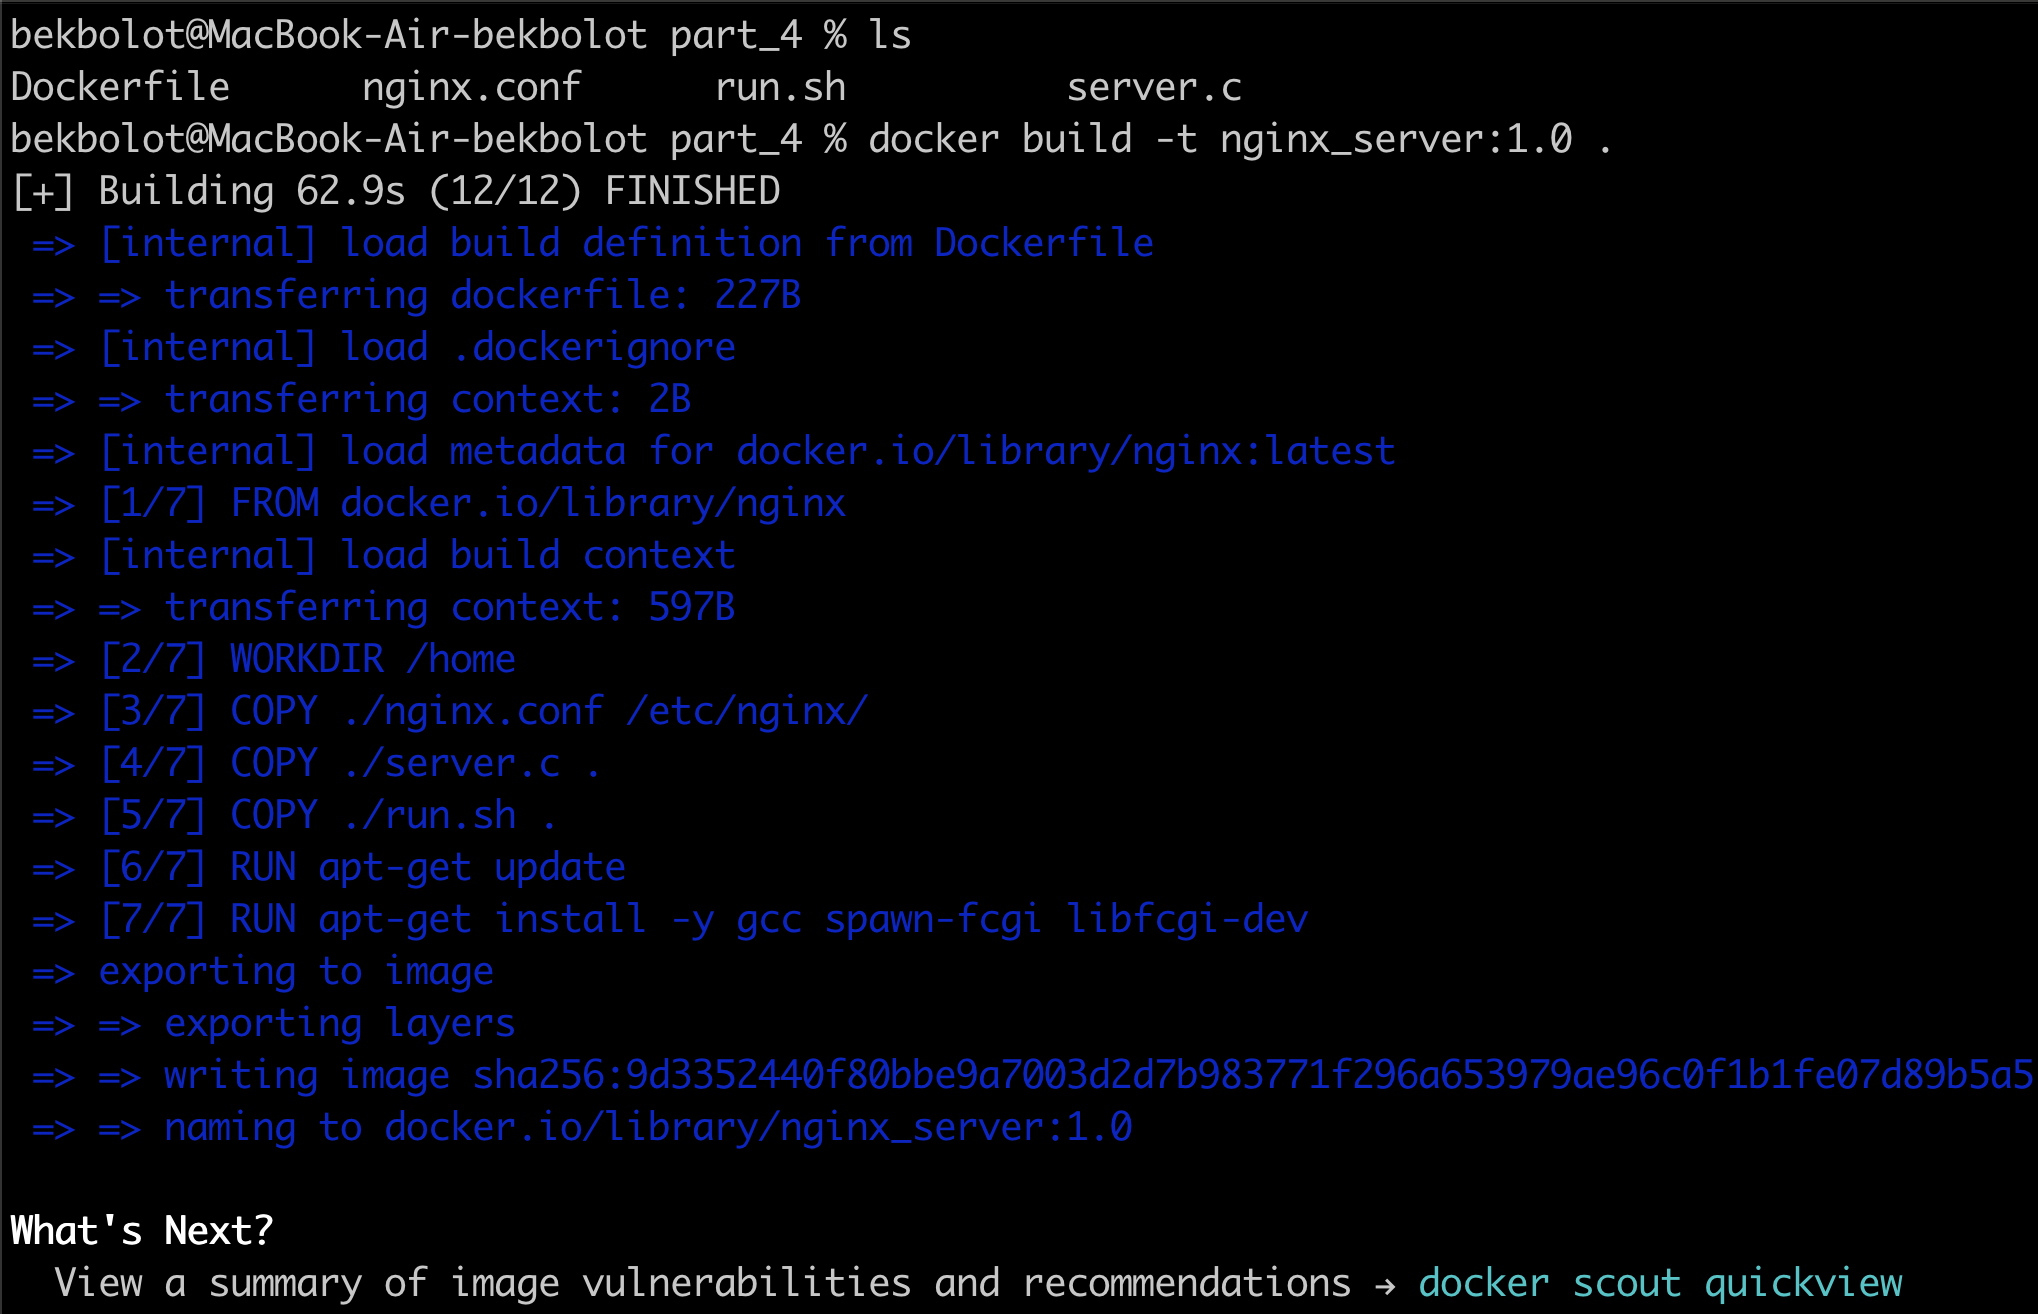 bekbolot@MacBook-Air-bekbolot part_4 % ls
Dockerfile      nginx.conf      run.sh          server.c
bekbolot@MacBook-Air-bekbolot part_4 % docker build -t nginx_server:1.0 .
[+] Building 62.9s (12/12) FINISHED
 => [internal] load build definition from Dockerfile
 => => transferring dockerfile: 227B
 => [internal] load .dockerignore
 => => transferring context: 2B
 => [internal] load metadata for docker.io/library/nginx:latest
 => [1/7] FROM docker.io/library/nginx
 => [internal] load build context
 => => transferring context: 597B
 => [2/7] WORKDIR /home
 => [3/7] COPY ./nginx.conf /etc/nginx/
 => [4/7] COPY ./server.c .
 => [5/7] COPY ./run.sh .
 => [6/7] RUN apt-get update
 => [7/7] RUN apt-get install -y gcc spawn-fcgi libfcgi-dev
 => exporting to image
 => => exporting layers
 => => writing image sha256:9d3352440f80bbe9a7003d2d7b983771f296a653979ae96c0f1b1fe07d89b5a5
 => => naming to docker.io/library/nginx_server:1.0
What's Next?
  View a summary of image vulnerabilities and recommendations → docker scout quickview